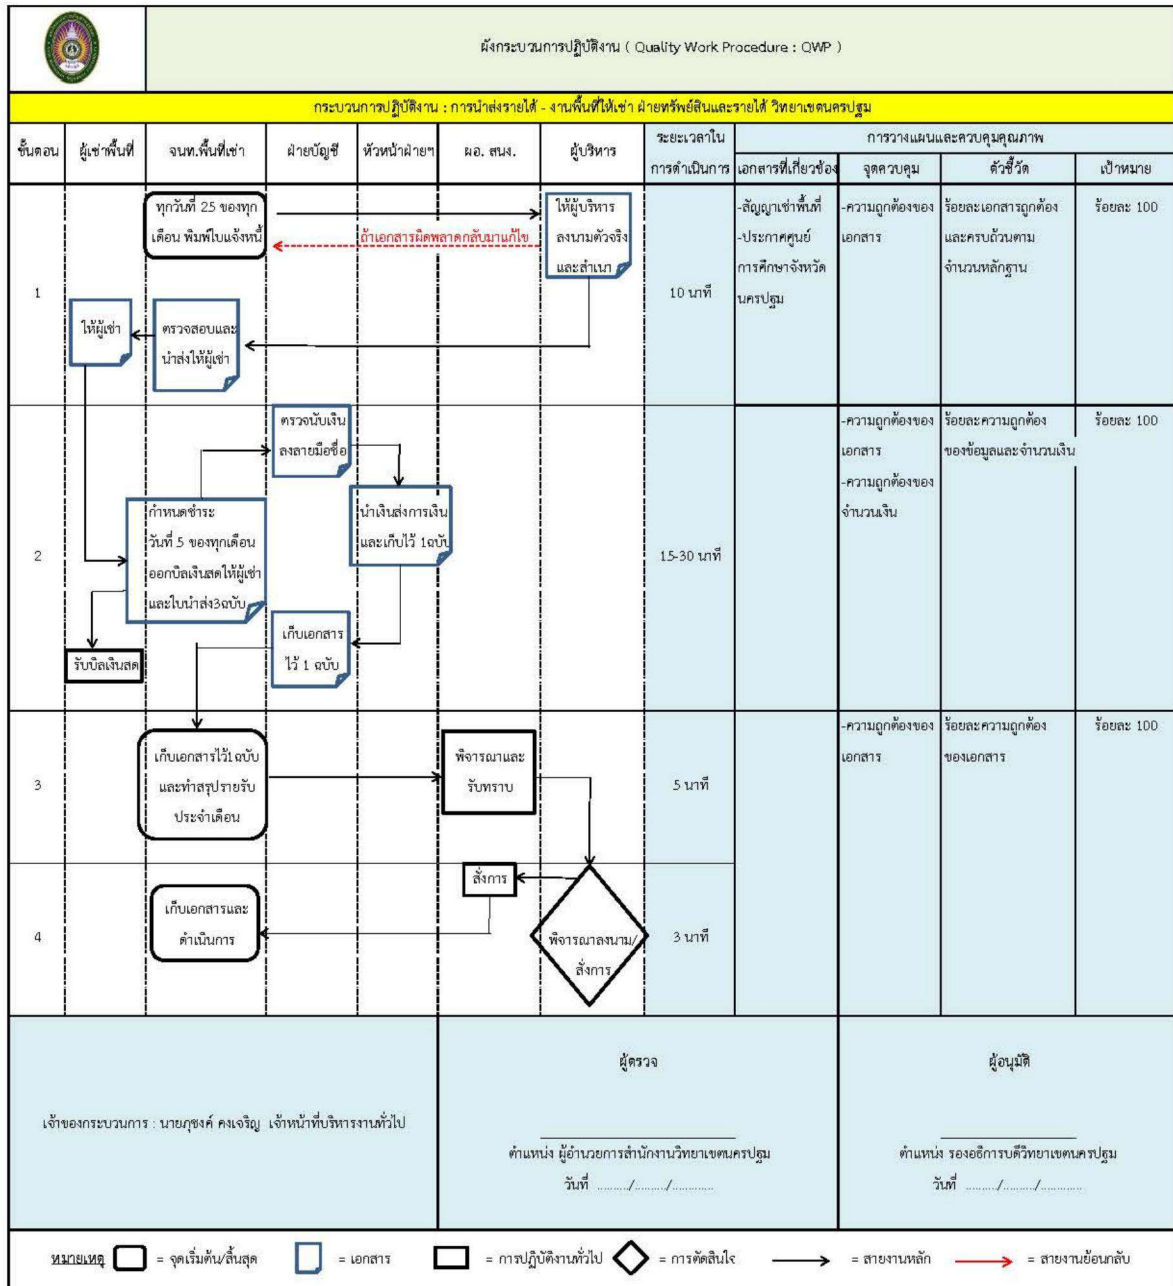 ผังกระบวนการปฏิบัติงาน ( Quality Work Procedure : QWP )
กระบวนการปฏิบัติงาน : การนำส่งรายได้ - งานพื้นที่ให้เช่า ฝ่ายทรัพย์สินและรายได้ วิทยาเขตนครปฐม
ขั้นตอน
ผู้เช่าพื้นที่
จนท.พื้นที่เช่า
ฝ่ายบัญชี
หัวหน้าฝ่ายฯ
ผอ. สนง.
ผู้บริหาร
ระยะเวลาใน
การดำเนินการ
การวางแผนและควบคุมคุณภาพ
เอกสารที่เกี่ยวข้อง
จุดควบคุม
ตัวชี้วัด
เป้าหมาย
1
ทุกวันที่ 25 ของทุก
เดือน พิมพ์ใบแจ้งหนี้
ถ้าเอกสารผิดพลาดกลับมาแก้ไข
ให้ผู้บริหาร
ลงนามตัวจริง
และสำเนา
ให้ผู้เช่า
ตรวจสอบและ
นำส่งให้ผู้เช่า
10 นาที
-สัญญาเช่าพื้นที่
-ประกาศศูนย์
การศึกษาจังหวัด
นครปฐม
-ความถูกต้องของ
เอกสาร
ร้อยละเอกสารถูกต้อง
และครบถ้วนตาม
จำนวนหลักฐาน
ร้อยละ 100
2
ตรวจนับเงิน
ลงลายมือชื่อ
กำหนดชำระ
วันที่ 5 ของทุกเดือน
ออกบิลเงินสดให้ผู้เช่า
และใบนำส่ง3ฉบับ
นำเงินส่งการเงิน
และเก็บไว้ 1ฉบับ
เก็บเอกสาร
ไว้ 1 ฉบับ
รับบิลเงินสด
15-30 นาที
-ความถูกต้องของ
เอกสาร
-ความถูกต้องของ
จำนวนเงิน
ร้อยละความถูกต้อง
ของข้อมูลและจำนวนเงิน
ร้อยละ 100
3
เก็บเอกสารไว้1ฉบับ
และทำสรุปรายรับ
ประจำเดือน
พิจารณาและ
รับทราบ
5 นาที
-ความถูกต้องของ
เอกสาร
ร้อยละความถูกต้อง
ของเอกสาร
ร้อยละ 100
4
เก็บเอกสารและ
ดำเนินการ
สั่งการ
พิจารณาลงนาม/
สั่งการ
3 นาที
เจ้าของกระบวนการ : นายภุชงค์ คงเจริญ เจ้าหน้าที่บริหารงานทั่วไป
ผู้ตรวจ
ตำแหน่ง ผู้อำนวยการสำนักงานวิทยาเขตนครปฐม
วันที่ ........./........./............
ผู้อนุมัติ
ตำแหน่ง รองอธิการบดีวิทยาเขตนครปฐม
วันที่ ........./........./............
หมายเหตุ
= จุดเริ่มต้น/สิ้นสุด
= เอกสาร
= การปฏิบัติงานทั่วไป
= การตัดสินใจ
= สายงานหลัก
= สายงานย้อนกลับ